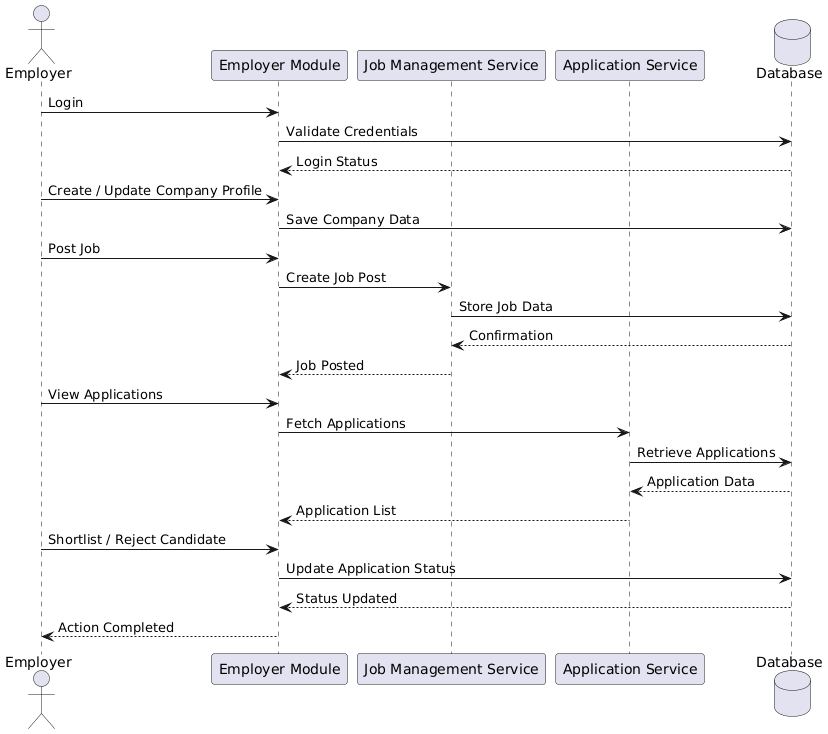 Employer
Employer Module
Job Management Service
Application Service
Database
Login
Validate Credentials
Login Status
Create / Update Company Profile
Save Company Data
Post Job
Create Job Post
Store Job Data
Confirmation
Job Posted
View Applications
Fetch Applications
Retrieve Applications
Application Data
Application List
Shortlist / Reject Candidate
Update Application Status
Status Updated
Action Completed
Employer
Employer Module
Job Management Service
Application Service
Database